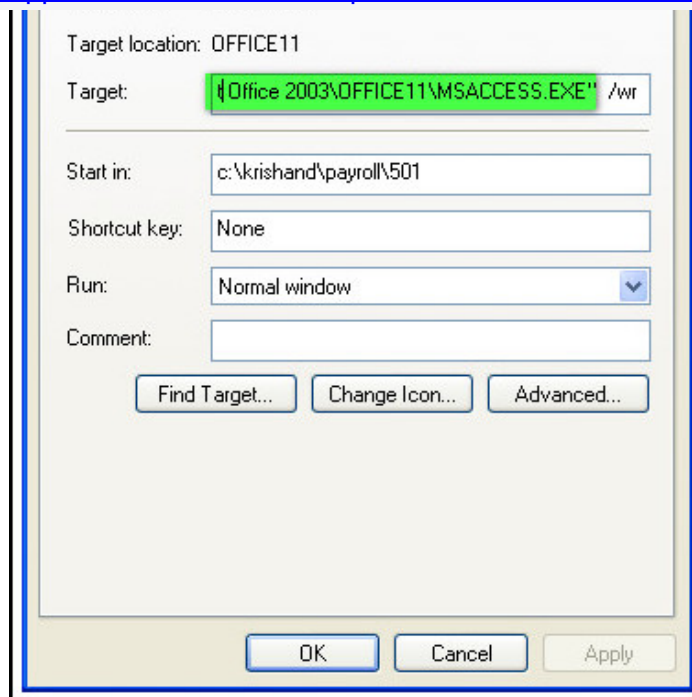 Target location: OFFICE11
Target: t Office 2003\OFFICE11\MSACCESS.EXE" /wr
Start in: c:\krishand\payroll\501
Shortcut key: None
Run: Normal window
Comment:
Find Target... Change Icon... Advanced...
OK Cancel Apply